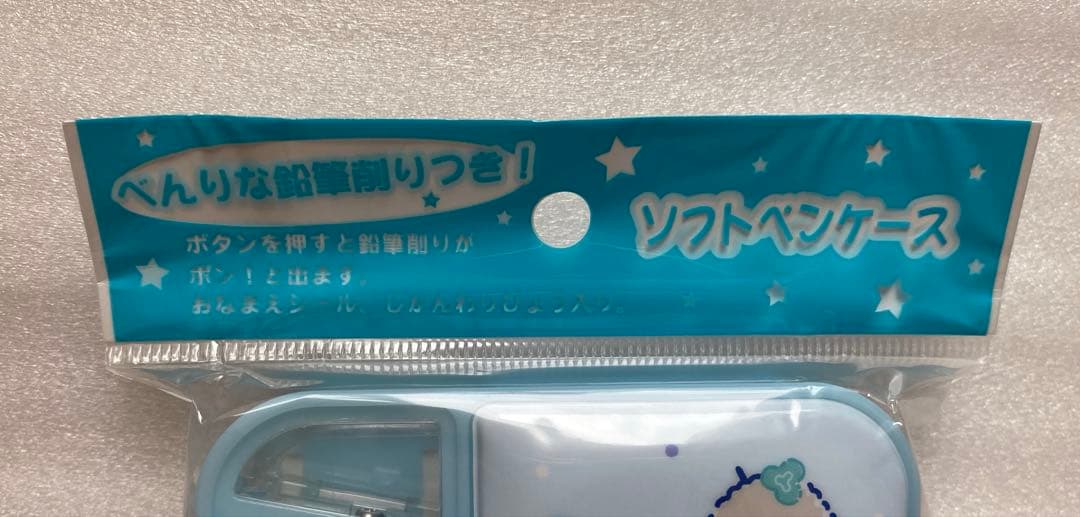 べんりな鉛筆削りつき!
ソフトペンケース
ボタンを押すと鉛筆削りが
ポン!と出ます。
おなまえシール、じかんわりひょう入り。